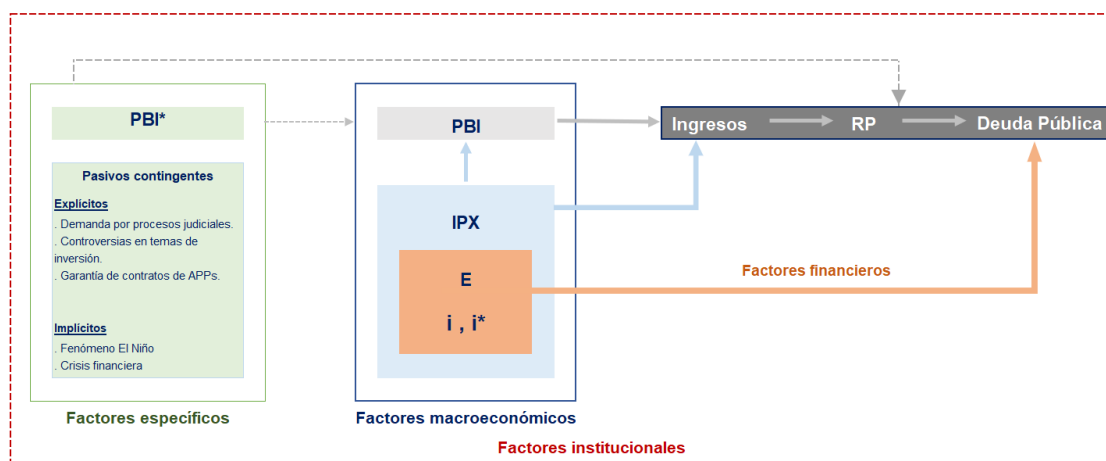 PBI*
Pasivos contingentes
Explícitos
. Demanda por procesos judiciales.
. Controversias en temas de
inversión.
. Garantía de contratos de APPs.
Implícitos
. Fenómeno El Niño
. Crisis financiera
Factores especificos
PBI
IPX
E
i , i*
Factores macroeconómicos
Ingresos
RP
Deuda Pública
Factores financieros
Factores institucionales